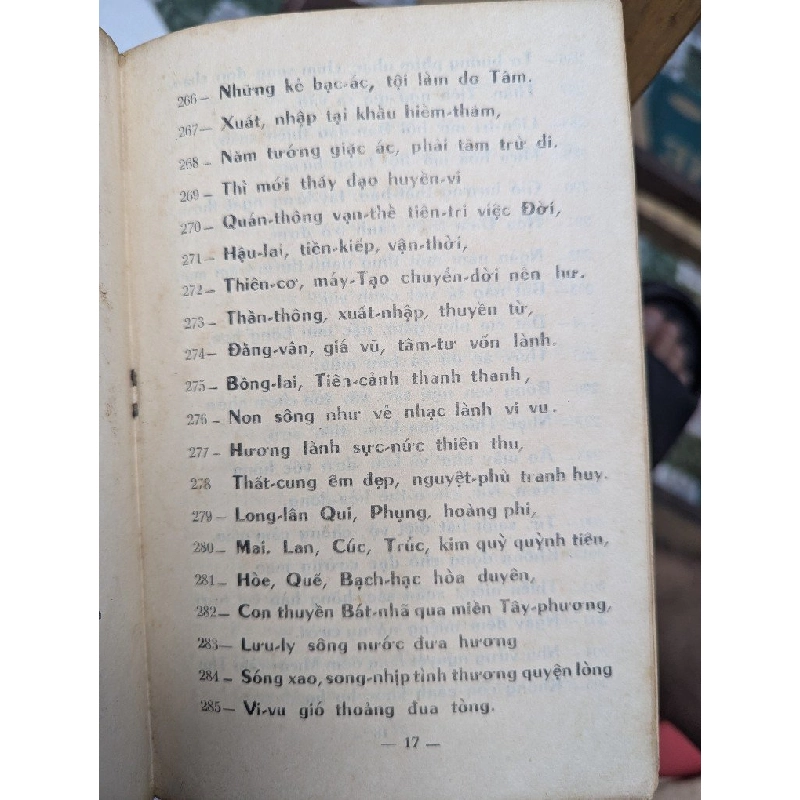 266— Những kẻ bạc-ác, tội làm do Tâm.
267— Xuất, nhập tại khẩu hiểm-thâm,
268 — Năm tướng giặc ác, phải tâm trừ đi.
269 — Thì mới thấy đạo huyền-vi
270 — Quán-thông vạn-thể tiên-tri việc Đời,
271 — Hậu-lai, tiền-kiếp, vận-thời,
272— Thiên-cơ, máy-Tạo chuyển-dời nên hư.
273 — Thần-thông, xuất-nhập, thuyền từ,
274— Đằng-vân, giá vũ, tâm-tư vốn lành.
275 — Bồng-lai, Tiên-cảnh thanh thanh,
276 — Non sông như vẻ nhạc lành vi vu.
277 — Hương lành sực-nức thiên thu,
278 Thất-cung êm đẹp, nguyệt-phủ tranh huy.
279 — Long-lân Qui, Phụng, hoàng phi,
280 — Mai, Lan, Cúc, Trúc, kim quỳ quỳnh tiên,
281 — Hòe, Quế, Bạch-hạc hòa duyên,
282 — Con thuyền Bát-nhã qua miền Tây-phương,
283 — Lưu-ly sông nước đưa hương
284 — Sóng xao, song-nhịp tình thương quyện lòng
285 — Vi-vu gió thoảng đua tòng.
— 17 —